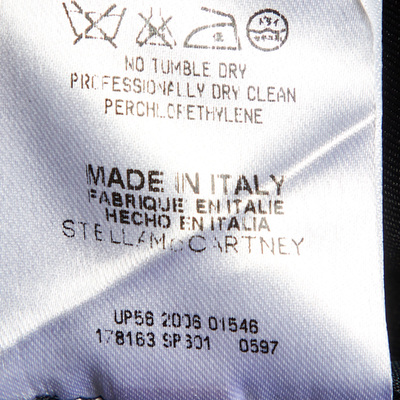 NO TUMBLE DRY
PROFESSIONALLY DRY CLEAN
PERCHLORETHYLENE
MADE IN ITALY
FABRIQUE EN ITALIE
HECHO EN ITALIA
STELLA McCARTNEY
UP56 2006 01546
178163 SP301 0597